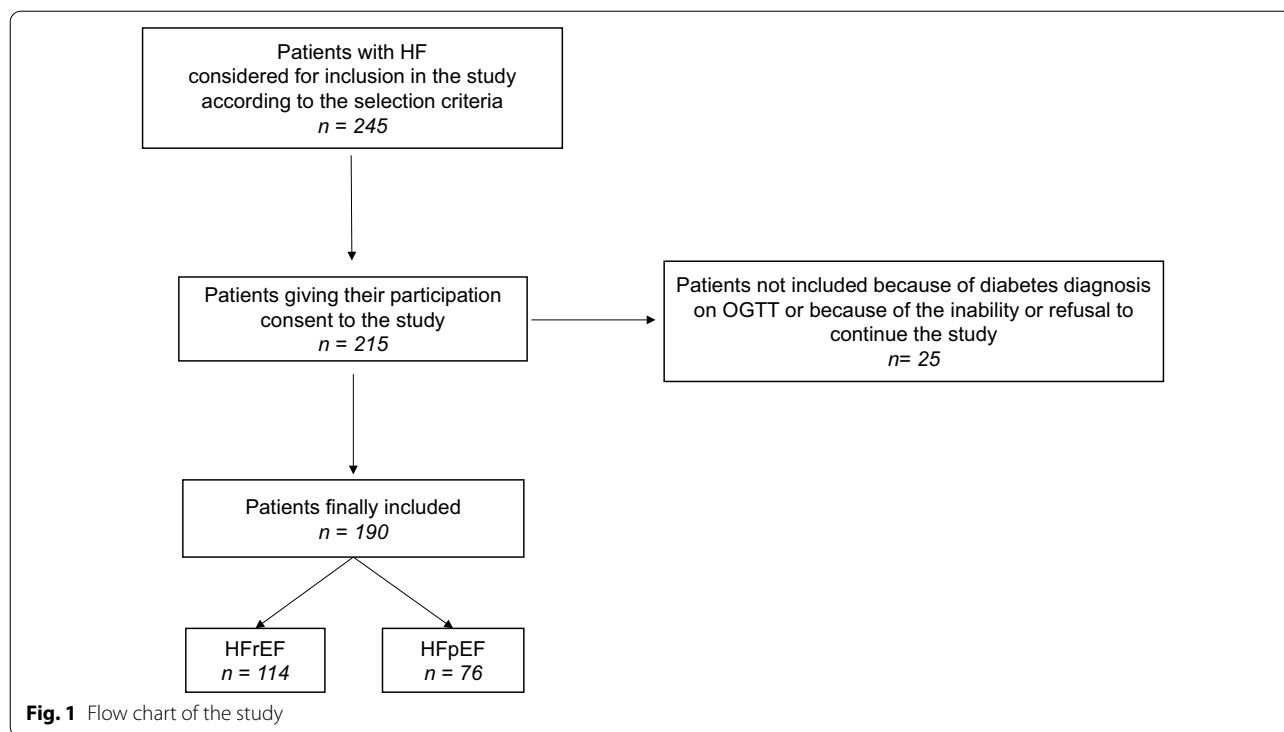 Patients with HF
considered for inclusion in the study
according to the selection criteria
n = 245
Patients giving their participation
consent to the study
n = 215
Patients not included because of diabetes diagnosis
on OGTT or because of the inability or refusal to
continue the study
n= 25
Patients finally included
n = 190
HFrEF
n = 114
HFpEF
n = 76
Fig. 1 Flow chart of the study